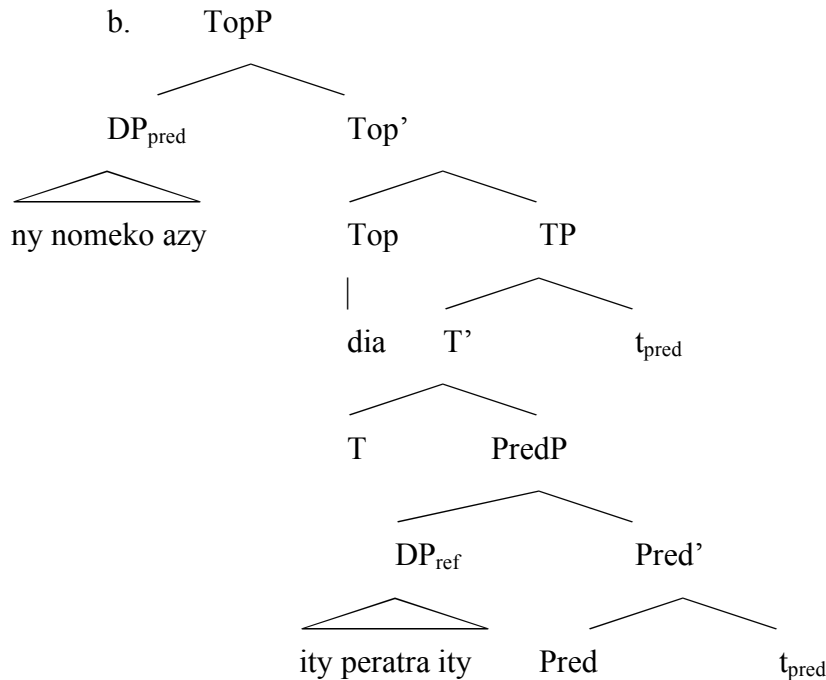 b. TopP
DPpred Top’
ny nomeko azy Top TP
dia T’ tpred
T PredP
DPref Pred’
ity peratra ity Pred tpred